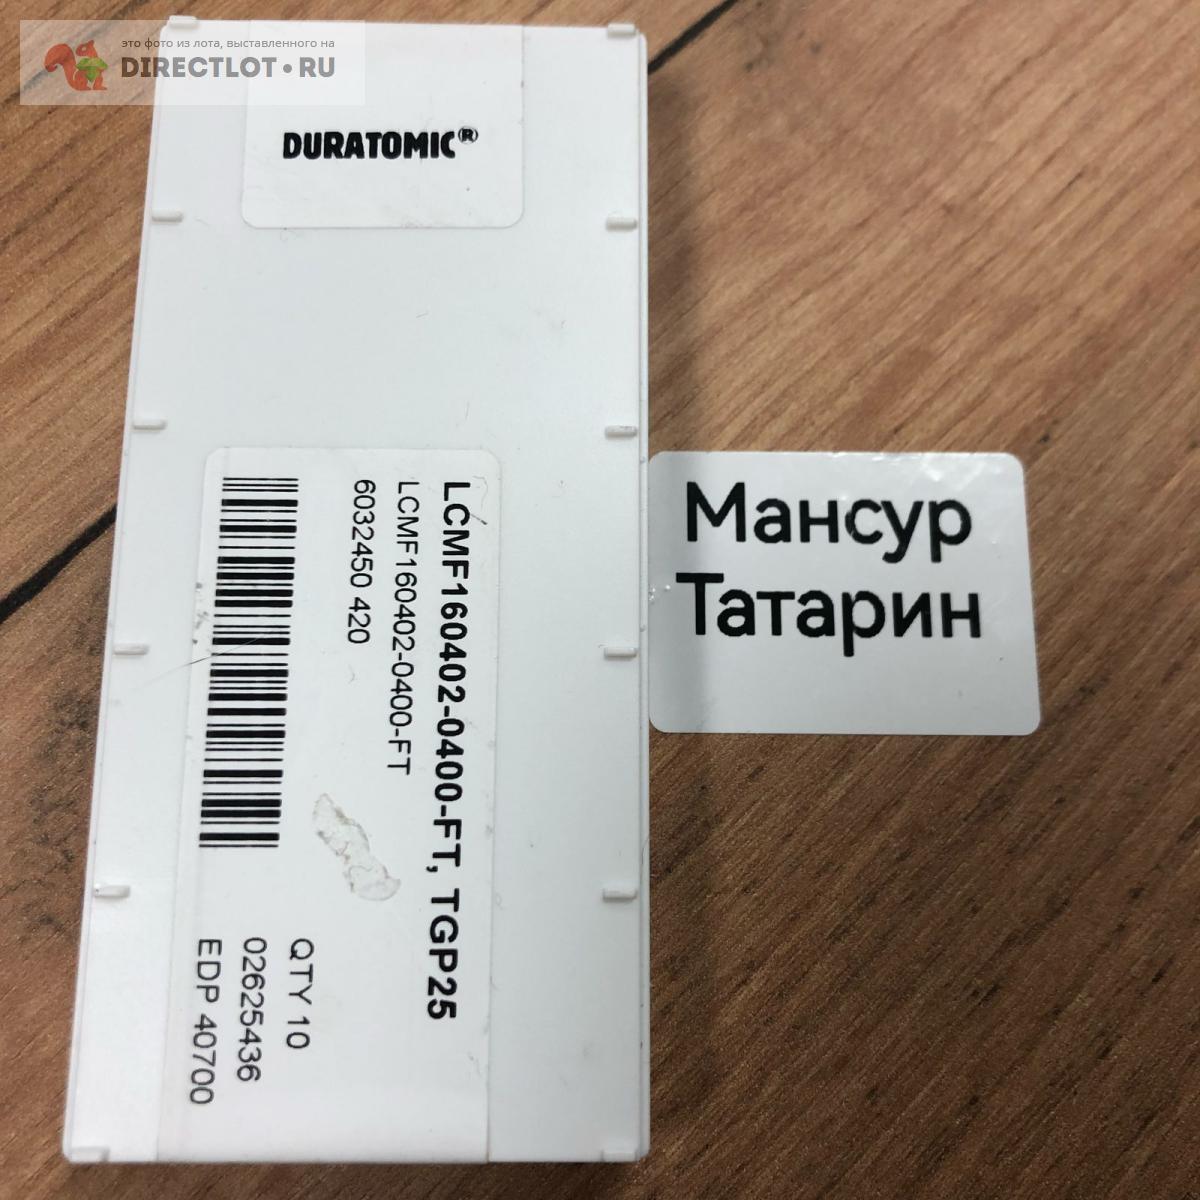 это фото из лота, выставленного на
DIRECTLOT•RU
DURATOMIC®
LCMF160402-0400-FT, TGP25
LCMF160402-0400-FT
6032450 420
QTY 10
02625436
EDP 40700
Мансур
Татарин